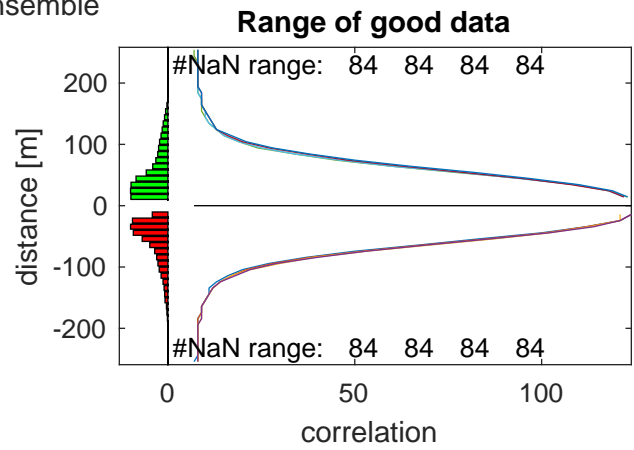 Range of good data
#NaN range: 84 84 84 84
200
100
0
-100
-200
distance [m]
#NaN range: 84 84 84 84
0 50 100
correlation